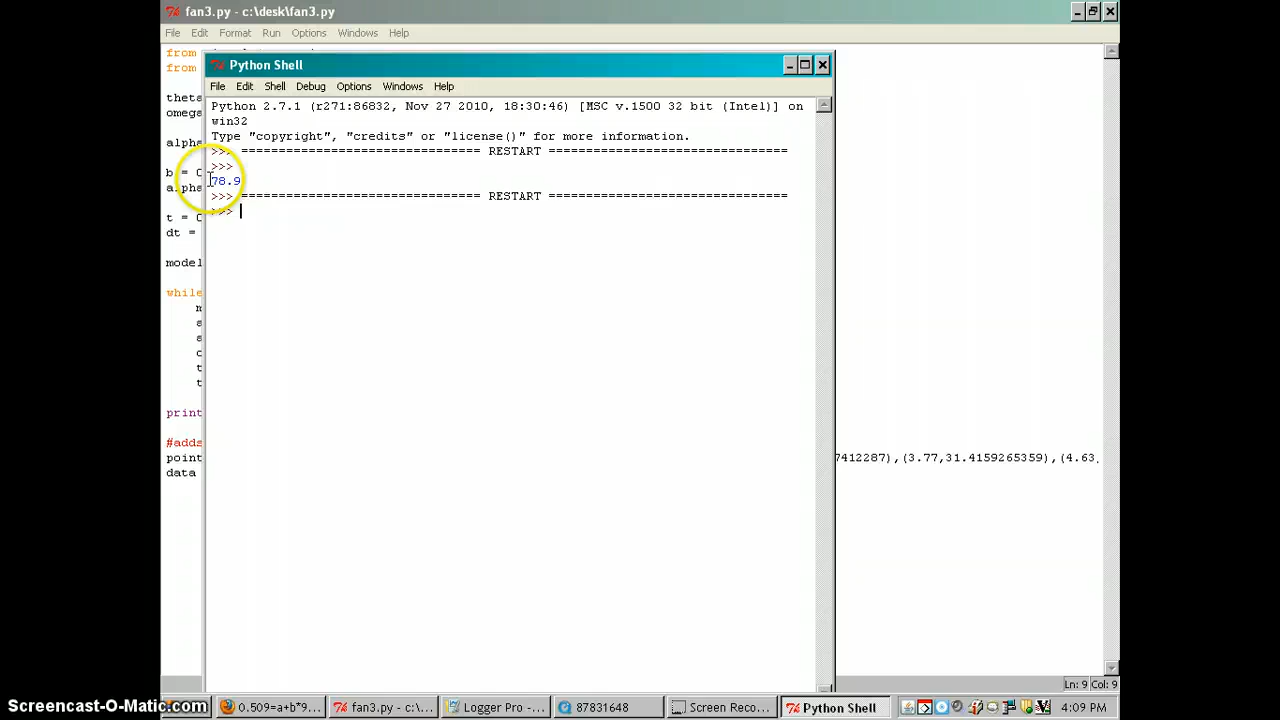 fan3.py - c:\desk\fan3.py
File Edit Format Run Options Windows Help
from
from
Python Shell
File Edit Shell Debug Options Windows Help
theta
omega
alpha
b = 0
alpha
t = 0
dt =
model
while
m
a
a
o
t
t
print
#adds
point
data
Python 2.7.1 (r271:86832, Nov 27 2010, 18:30:46) [MSC v.1500 32 bit (Intel)] on
win32
Type "copyright", "credits" or "license()" for more information.
>>> ================================ RESTART ================================
>>>
78.9
>>> ================================ RESTART ================================
>>>
7412287),(3.77,31.4159265359),(4.63.
Ln: 9 Col: 9
Screencast-O-Matic.com
0.509=a+b*9...
fan3.py - c:...
Logger Pro -...
87831648
Screen Reco...
Python Shell
4:09 PM